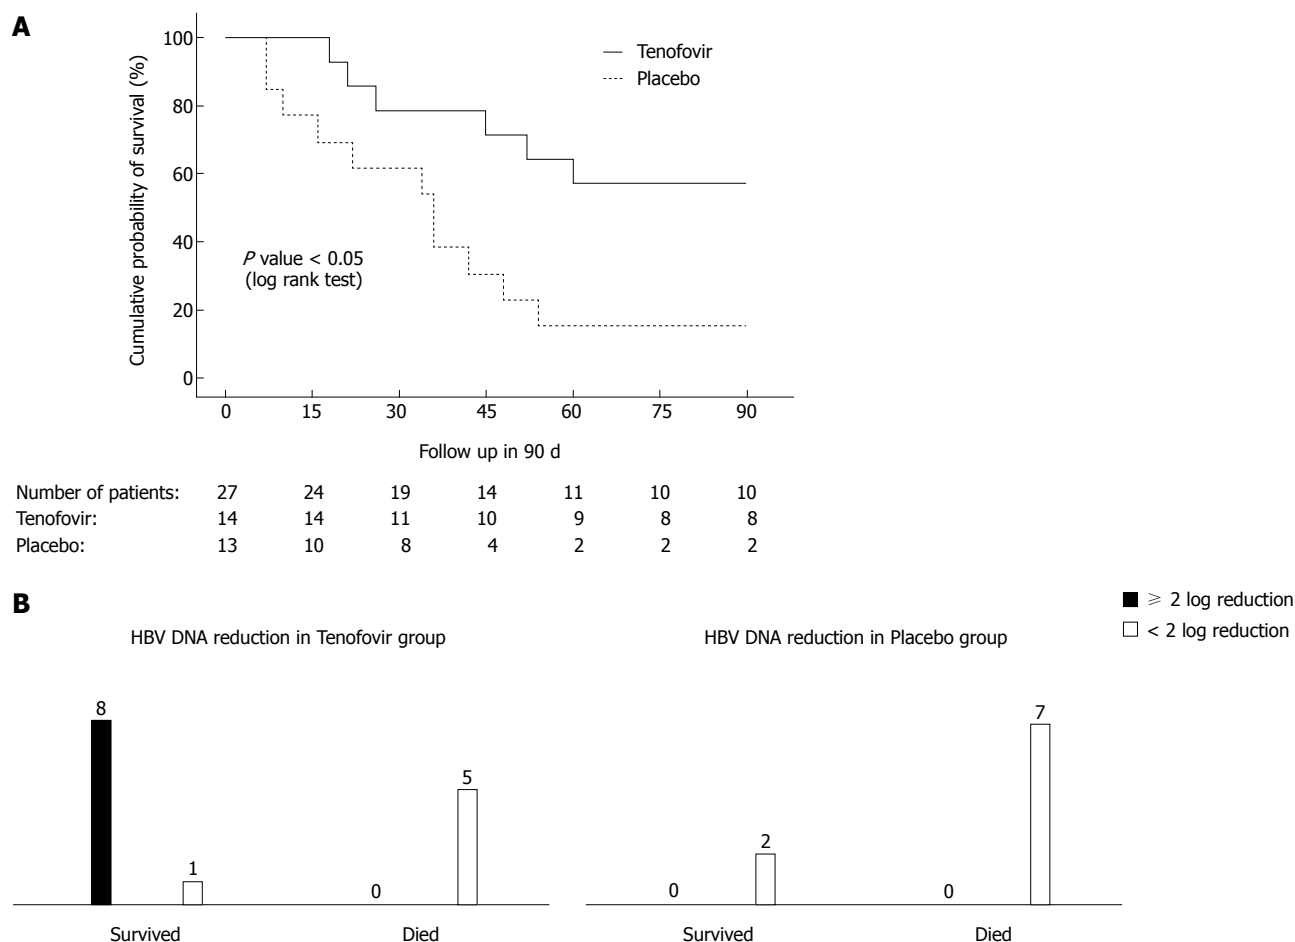 A
100
80
60
40
20
0
Cumulative probability of survival (%)
Tenofovir
Placebo
P value < 0.05
(log rank test)
0 15 30 45 60 75 90
Follow up in 90 d
Number of patients: 27 24 19 14 11 10 10
Tenofovir: 14 14 11 10 9 8 8
Placebo: 13 10 8 4 2 2 2
B
⩾ 2 log reduction
< 2 log reduction
HBV DNA reduction in Tenofovir group
8
1
0
5
Survived Died
HBV DNA reduction in Placebo group
0
2
0
7
Survived Died